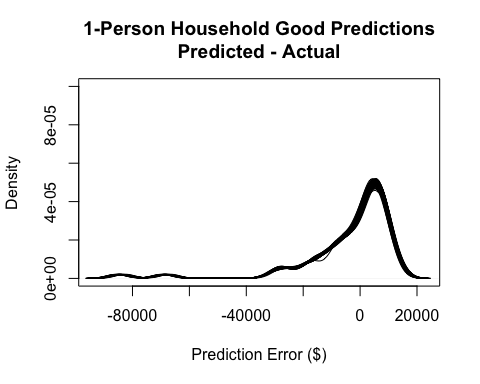 1-Person Household Good Predictions
Predicted - Actual
Density
8e-05
4e-05
0e+00
-80000 -40000 0 20000
Prediction Error ($)